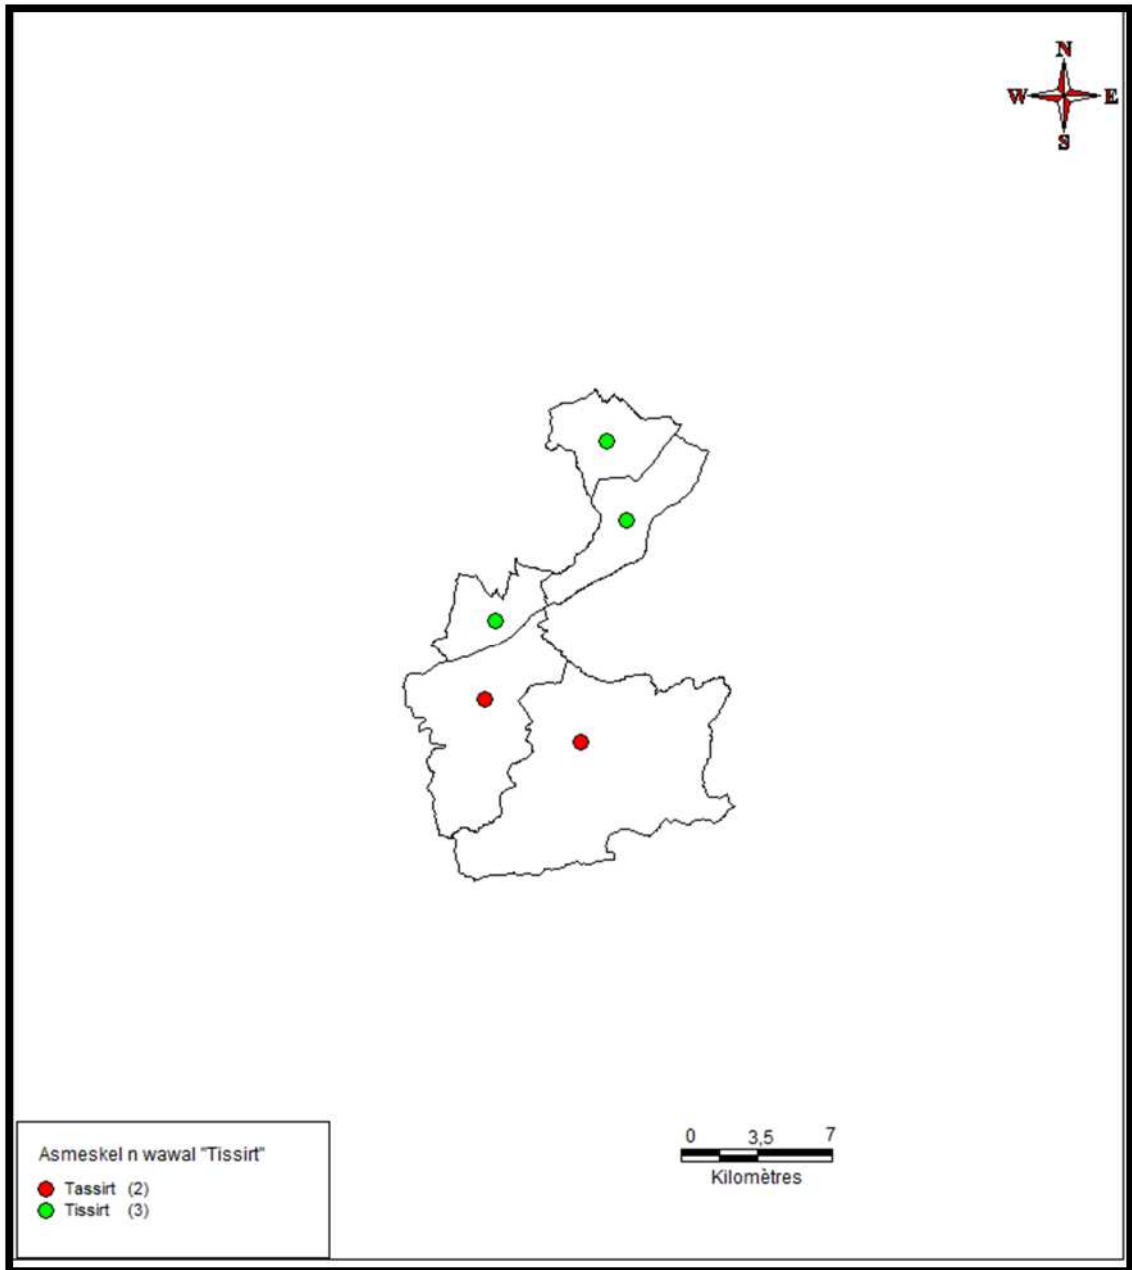 N
W E
S
Asmeskel n wawal "Tissirt"
Tassirt (2)
Tissirt (3)
0 3,5 7
Kilomètres